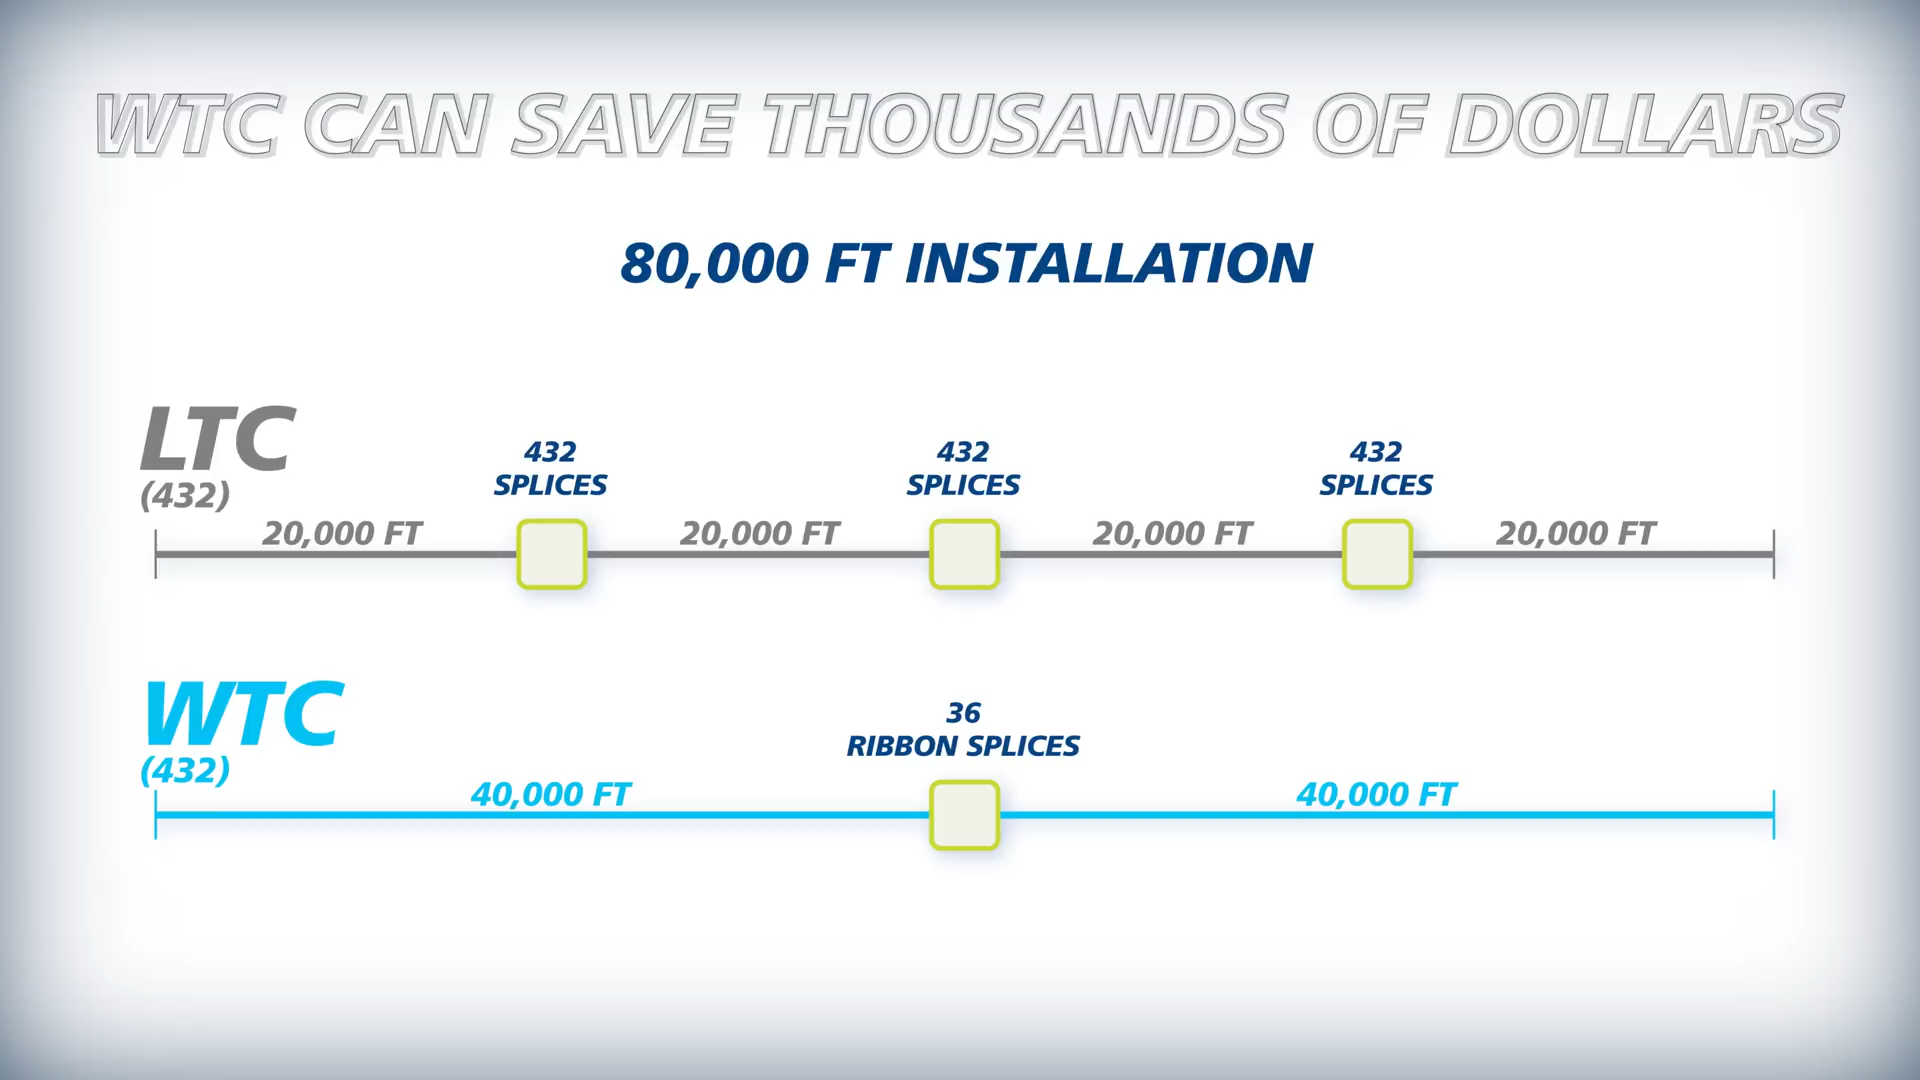 WTC CAN SAVE THOUSANDS OF DOLLARS
80,000 FT INSTALLATION
LTC
(432)
432
SPLICES
432
SPLICES
432
SPLICES
20,000 FT
20,000 FT
20,000 FT
20,000 FT
WTC
(432)
36
RIBBON SPLICES
40,000 FT
40,000 FT